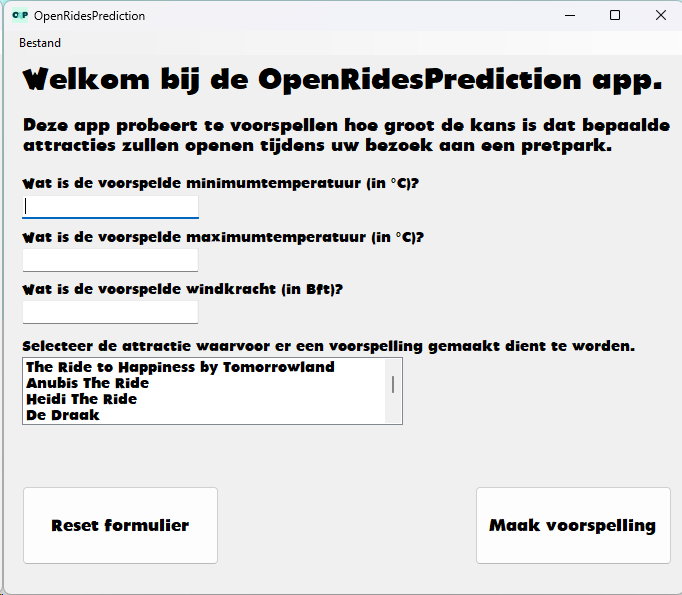 OpenRidesPrediction
Bestand
Welkom bij de OpenRidesPrediction app.
Deze app probeert te voorspellen hoe groot de kans is dat bepaalde
attracties zullen openen tijdens uw bezoek aan een pretpark.
Wat is de voorspelde minimumtemperatuur (in °C)?
Wat is de voorspelde maximumtemperatuur (in °C)?
Wat is de voorspelde windkracht (in Bft)?
Selecteer de attractie waarvoor er een voorspelling gemaakt dient te worden.
The Ride to Happiness by Tomorrowland
Anubis The Ride
Heidi The Ride
De Draak
Reset formulier
Maak voorspelling